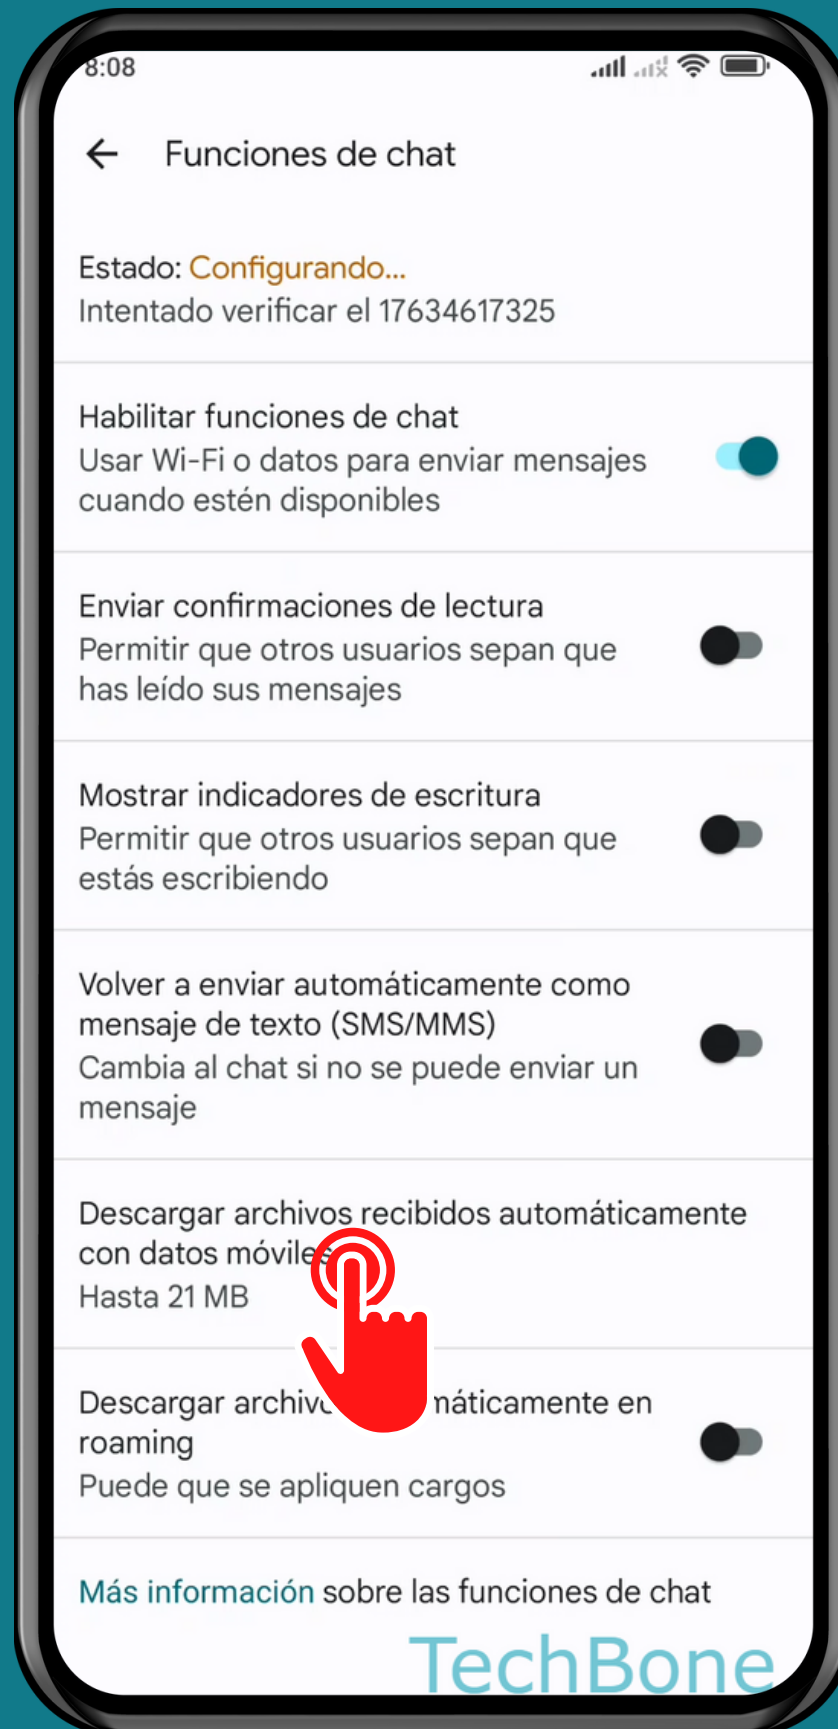 8:08
Funciones de chat
Estado: Configurando...
Intentado verificar el 17634617325
Habilitar funciones de chat
Usar Wi-Fi o datos para enviar mensajes
cuando estén disponibles
Enviar confirmaciones de lectura
Permitir que otros usuarios sepan que
has leído sus mensajes
Mostrar indicadores de escritura
Permitir que otros usuarios sepan que
estás escribiendo
Volver a enviar automáticamente como
mensaje de texto (SMS/MMS)
Cambia al chat si no se puede enviar un
mensaje
Descargar archivos recibidos automáticamente
con datos móviles
Hasta 21 MB
Descargar en
roaming
Puede que se apliquen cargos
Más información sobre las funciones de chat
TechBone